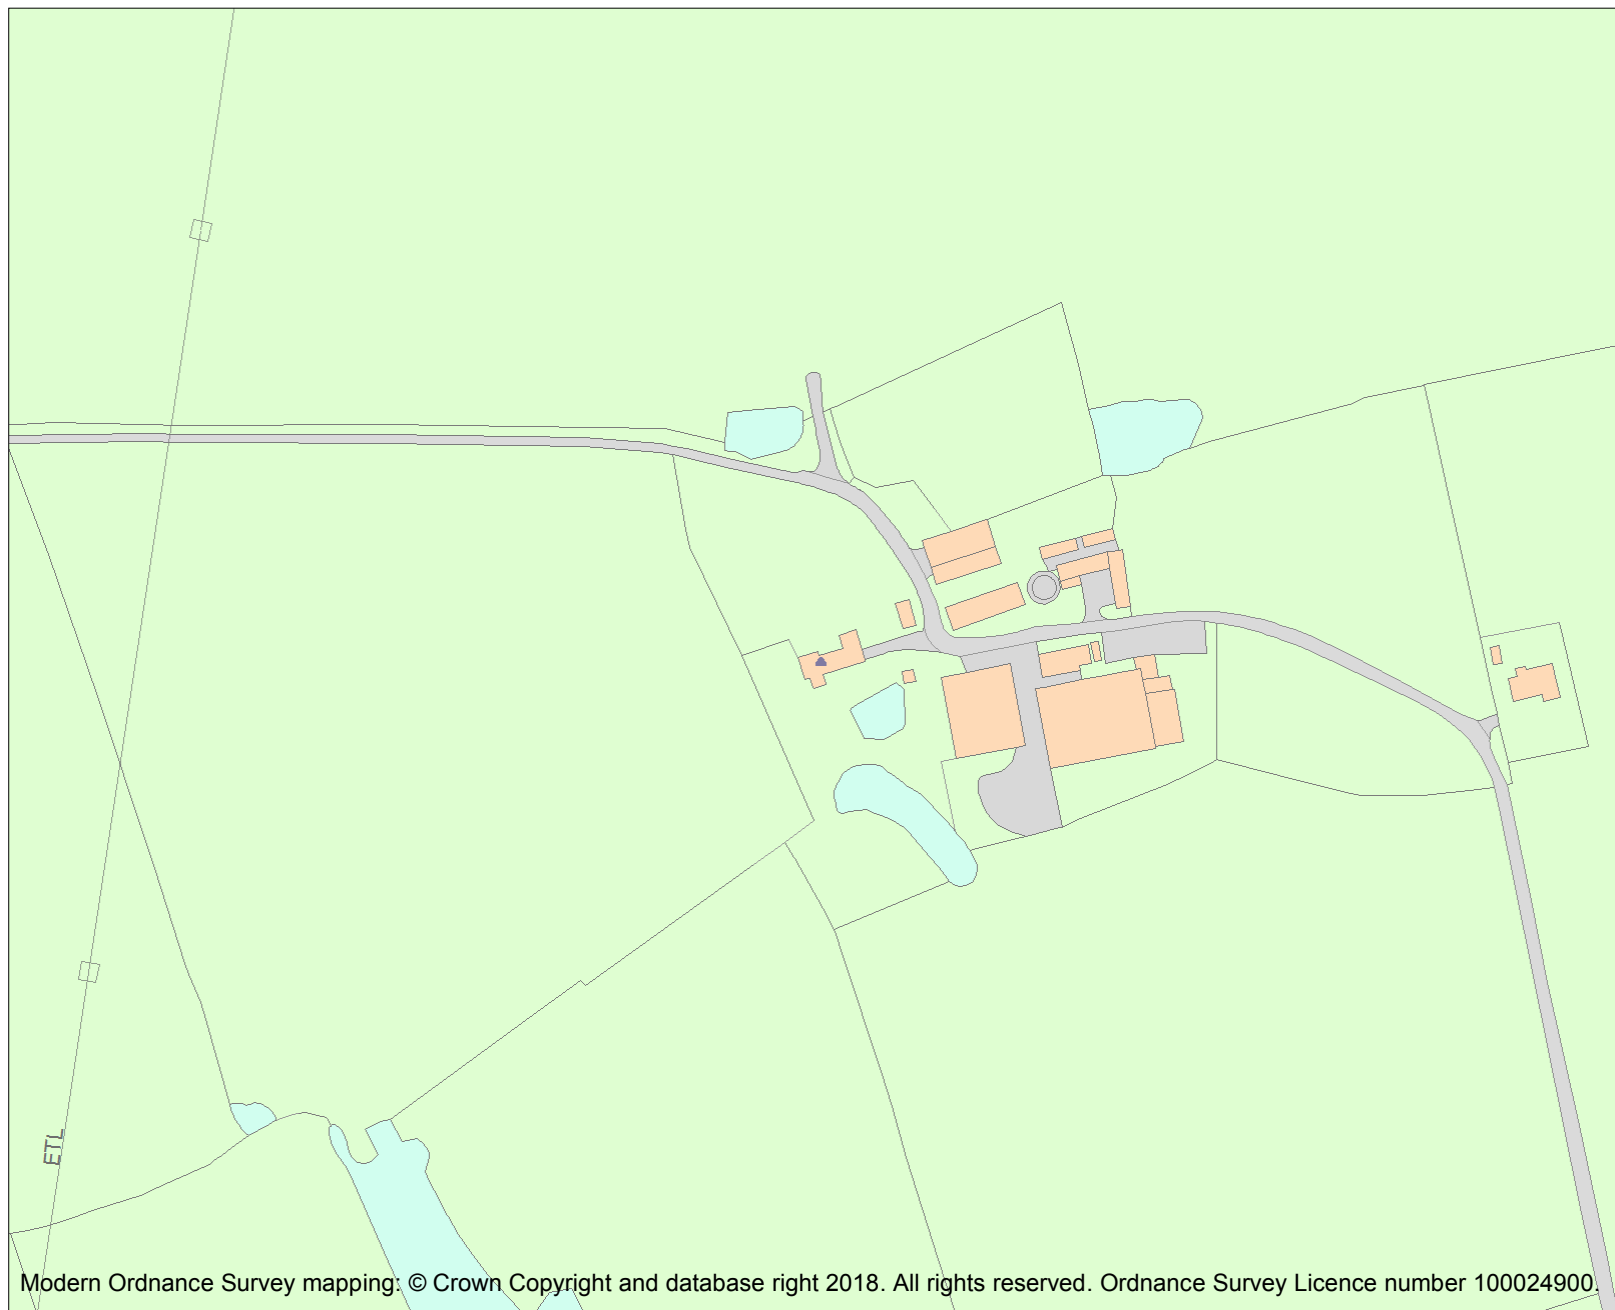 ETL
Modern Ordnance Survey mapping: © Crown Copyright and database right 2018. All rights reserved. Ordnance Survey Licence number 100024900.